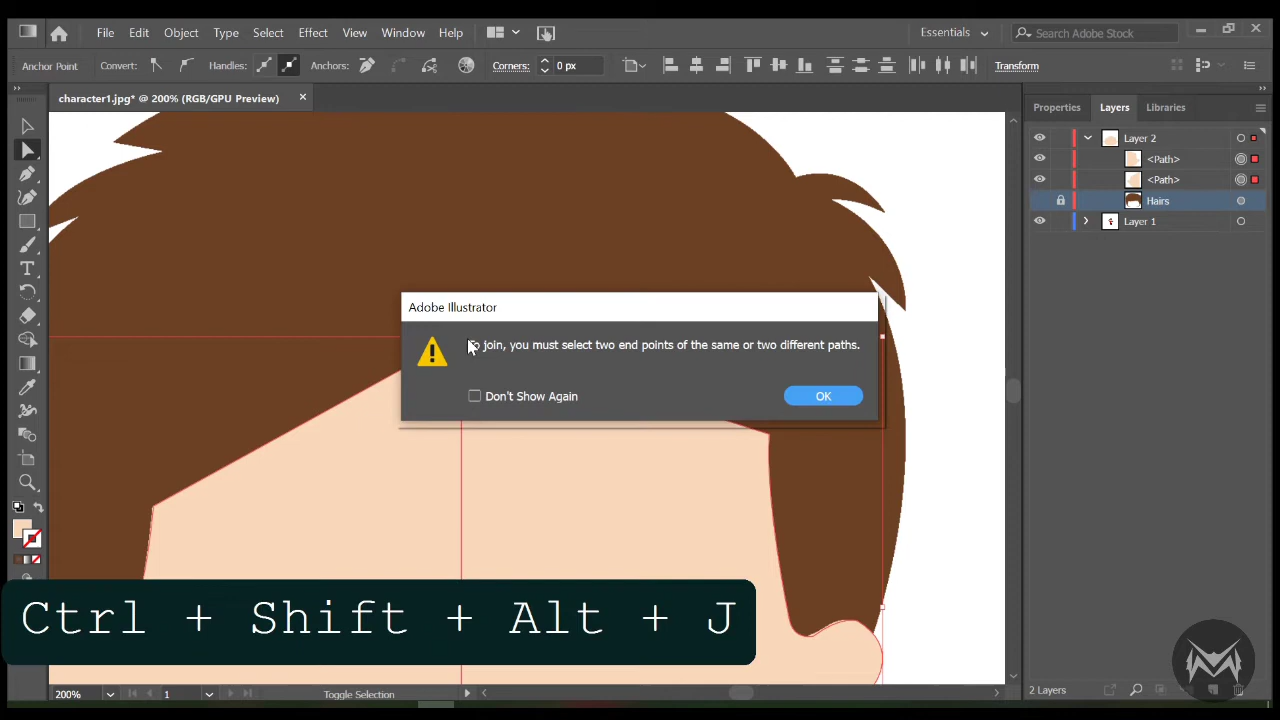 File Edit Object Type Select Effect View Window Help Essentials Search Adobe Stock
Anchor Point Convert: Handles: Anchors: Corners: 0 px Transform
character1.jpg* @ 200% (RGB/GPU Preview)
Properties Layers Libraries
Layer 2
<Path>
<Path>
Hairs
Layer 1
Adobe Illustrator
To join, you must select two end points of the same or two different paths.
Don't Show Again
OK
Ctrl + Shift + Alt + J
200% 1 Toggle Selection
2 Layers